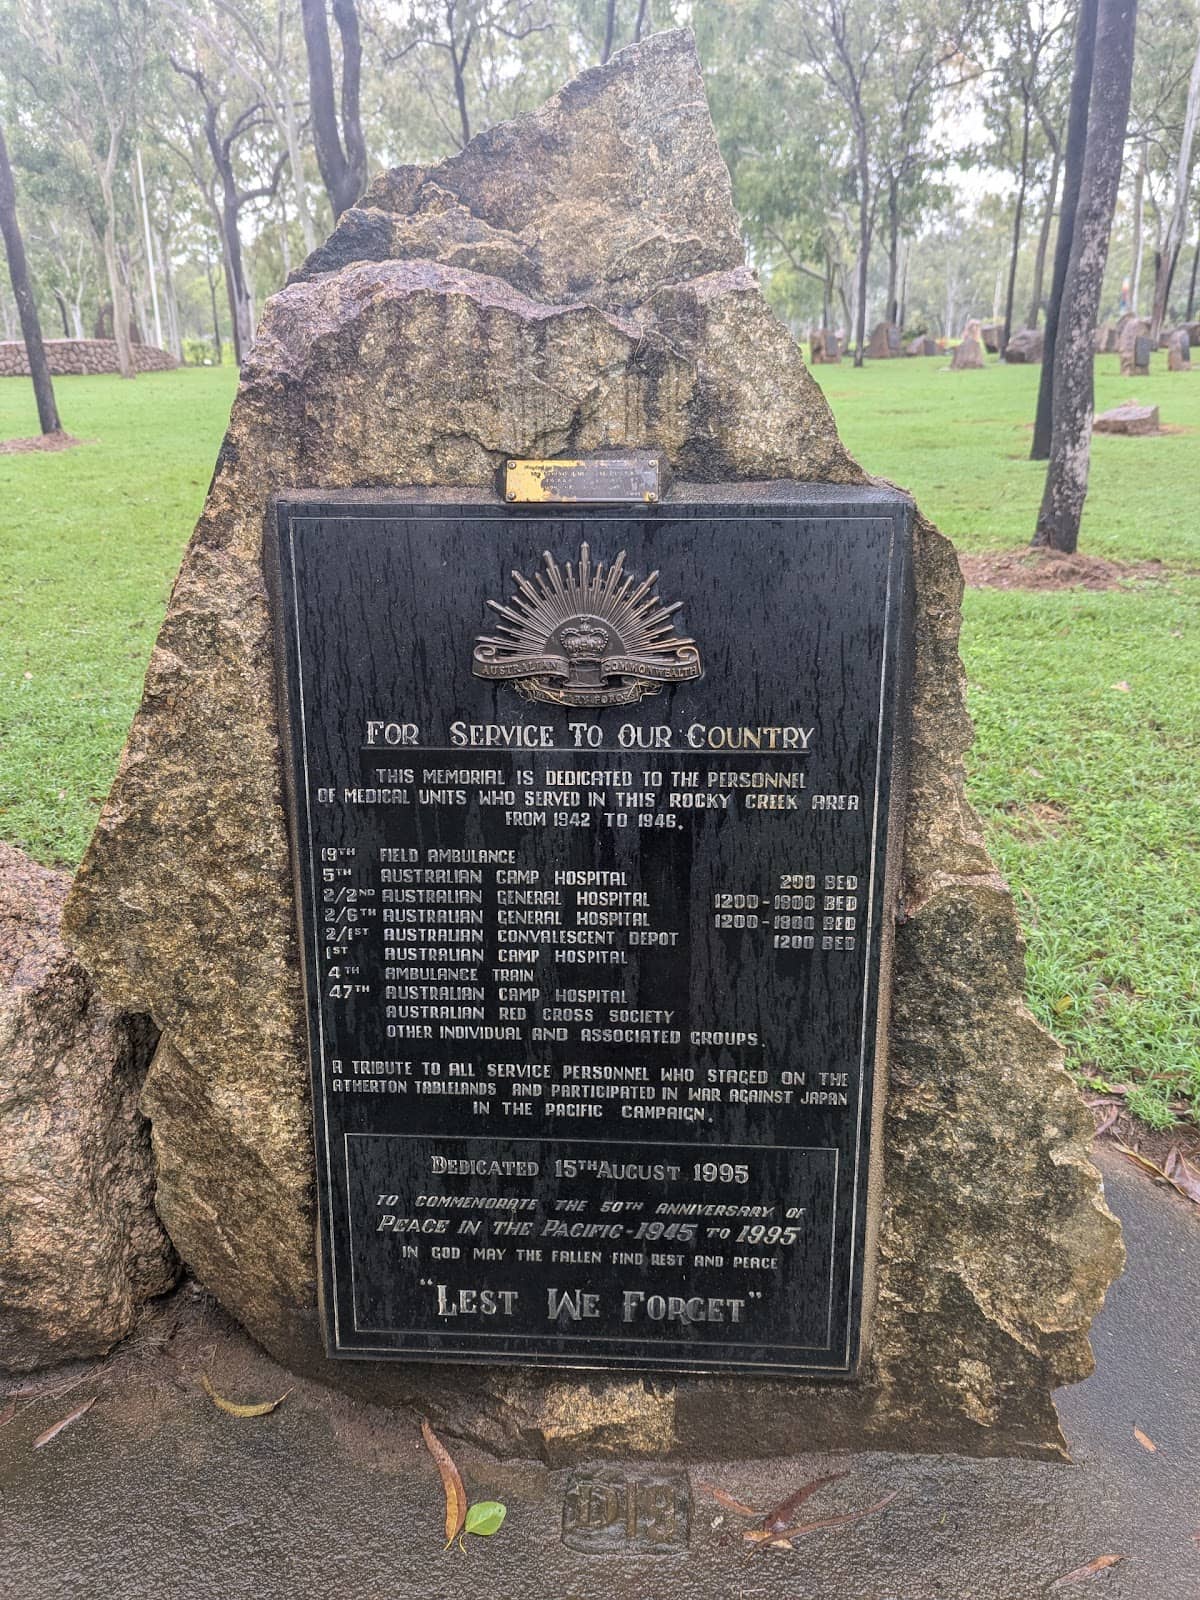 AUSTRALIAN COMMONWEALTH
MILITARY FORCES
FOR SERVICE TO OUR COUNTRY
THIS MEMORIAL IS DEDICATED TO THE PERSONNEL
OF MEDICAL UNITS WHO SERVED IN THIS ROCKY CREEK AREA
FROM 1942 TO 1946.
19TH FIELD AMBULANCE
5TH AUSTRALIAN CAMP HOSPITAL 200 BED
2/2ND AUSTRALIAN GENERAL HOSPITAL 1200-1800 BED
2/6TH AUSTRALIAN GENERAL HOSPITAL 1200-1800 BED
2/1ST AUSTRALIAN CONVALESCENT DEPOT 1200 BED
1ST AUSTRALIAN CAMP HOSPITAL
4TH AMBULANCE TRAIN
47TH AUSTRALIAN CAMP HOSPITAL
AUSTRALIAN RED CROSS SOCIETY
OTHER INDIVIDUAL AND ASSOCIATED GROUPS.
A TRIBUTE TO ALL SERVICE PERSONNEL WHO STAGED ON THE
ATHERTON TABLELANDS AND PARTICIPATED IN WAR AGAINST JAPAN
IN THE PACIFIC CAMPAIGN.
DEDICATED 15TH AUGUST 1995
TO COMMEMORATE THE 50TH ANNIVERSARY OF
PEACE IN THE PACIFIC-1945 TO 1995
IN GOD MAY THE FALLEN FIND REST AND PEACE
"LEST WE FORGET"
D13